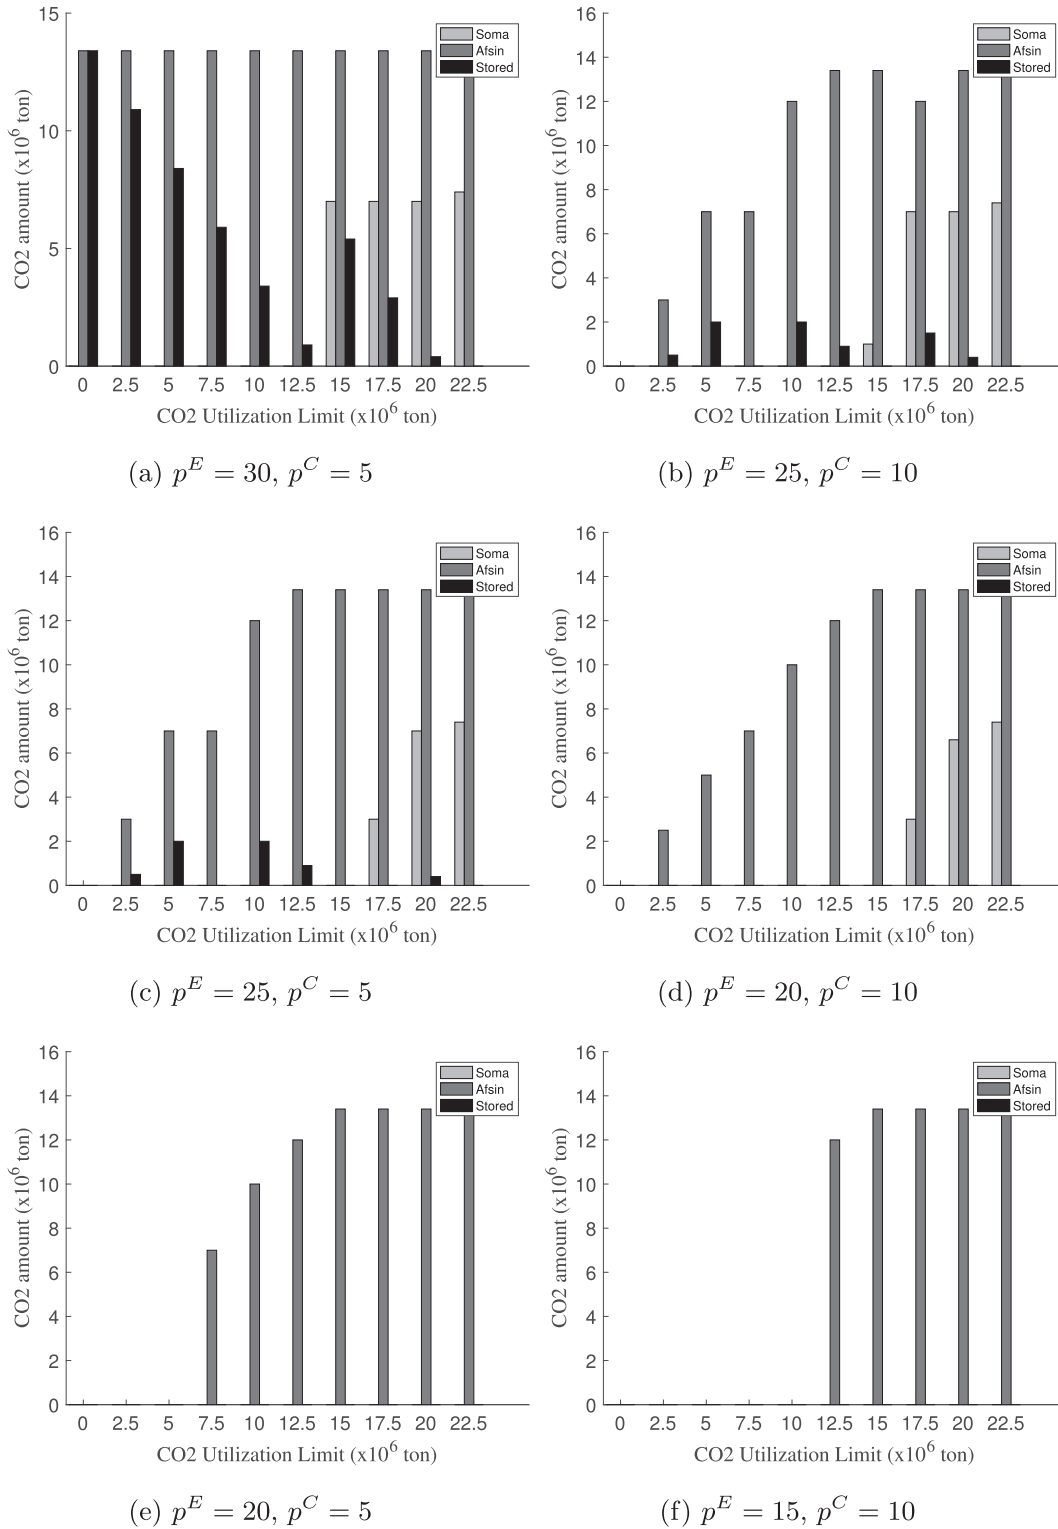 16
15
Soma
Soma
14
Afsin
Afsin
Stored
Stored
12
CO2 amount (x10^6 ton)
10
CO2 amount (x10^6 ton)
10
8
6
5
4
2
0
0
0 2.5 5 7.5 10 12.5 15 17.5 20 22.5
0 2.5 5 7.5 10 12.5 15 17.5 20 22.5
CO2 Utilization Limit (x10^6 ton)
CO2 Utilization Limit (x10^6 ton)
(a) p^E = 30, p^C = 5
(b) p^E = 25, p^C = 10
16
16
Soma
Soma
14
Afsin
14
Afsin
Stored
Stored
12
12
CO2 amount (x10^6 ton)
10
CO2 amount (x10^6 ton)
10
8
8
6
6
4
4
2
2
0
0
0 2.5 5 7.5 10 12.5 15 17.5 20 22.5
0 2.5 5 7.5 10 12.5 15 17.5 20 22.5
CO2 Utilization Limit (x10^6 ton)
CO2 Utilization Limit (x10^6 ton)
(c) p^E = 25, p^C = 5
(d) p^E = 20, p^C = 10
16
16
Soma
Soma
14
Afsin
14
Afsin
Stored
Stored
12
12
CO2 amount (x10^6 ton)
10
CO2 amount (x10^6 ton)
10
8
8
6
6
4
4
2
2
0
0
0 2.5 5 7.5 10 12.5 15 17.5 20 22.5
0 2.5 5 7.5 10 12.5 15 17.5 20 22.5
CO2 Utilization Limit (x10^6 ton)
CO2 Utilization Limit (x10^6 ton)
(e) p^E = 20, p^C = 5
(f) p^E = 15, p^C = 10